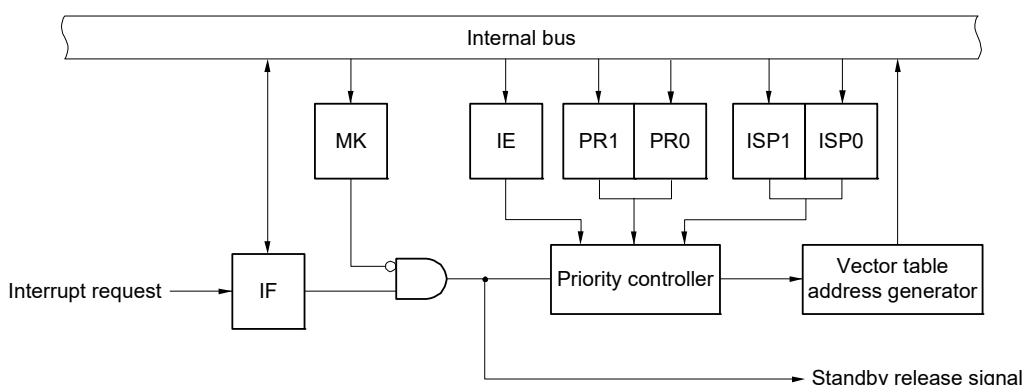 Internal bus
MK
IE
PR1
PR0
ISP1
ISP0
Interrupt request
IF
Priority controller
Vector table
address generator
Standby release signal